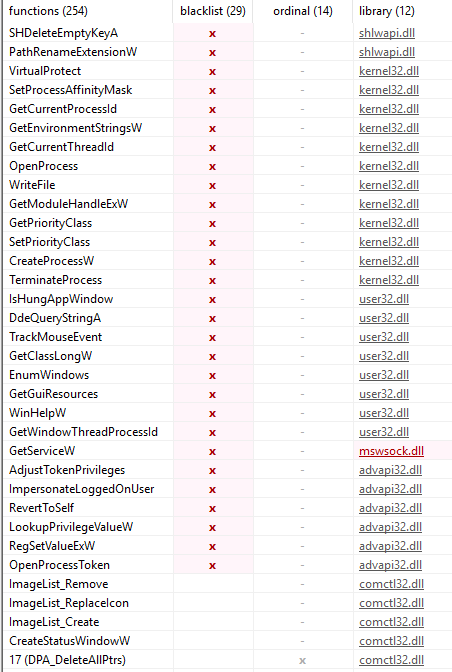 functions (254) blacklist (29) ordinal (14) library (12)
SHDeleteEmptyKeyA x - shlwapi.dll
PathRenameExtensionW x - shlwapi.dll
VirtualProtect x - kernel32.dll
SetProcessAffinityMask x - kernel32.dll
GetCurrentProcessId x - kernel32.dll
GetEnvironmentStringsW x - kernel32.dll
GetCurrentThreadId x - kernel32.dll
OpenProcess x - kernel32.dll
WriteFile x - kernel32.dll
GetModuleHandleExW x - kernel32.dll
GetPriorityClass x - kernel32.dll
SetPriorityClass x - kernel32.dll
CreateProcessW x - kernel32.dll
TerminateProcess x - kernel32.dll
IsHungAppWindow x - user32.dll
DdeQueryStringA x - user32.dll
TrackMouseEvent x - user32.dll
GetClassLongW x - user32.dll
EnumWindows x - user32.dll
GetGuiResources x - user32.dll
WinHelpW x - user32.dll
GetWindowThreadProcessId x - user32.dll
GetServiceW x - mswsock.dll
AdjustTokenPrivileges x - advapi32.dll
ImpersonateLoggedOnUser x - advapi32.dll
RevertToSelf x - advapi32.dll
LookupPrivilegeValueW x - advapi32.dll
RegSetValueExW x - advapi32.dll
OpenProcessToken x - advapi32.dll
ImageList_Remove - comctl32.dll
ImageList_ReplaceIcon - comctl32.dll
ImageList_Create - comctl32.dll
CreateStatusWindowW - comctl32.dll
17 (DPA_DeleteAllPtrs) x comctl32.dll